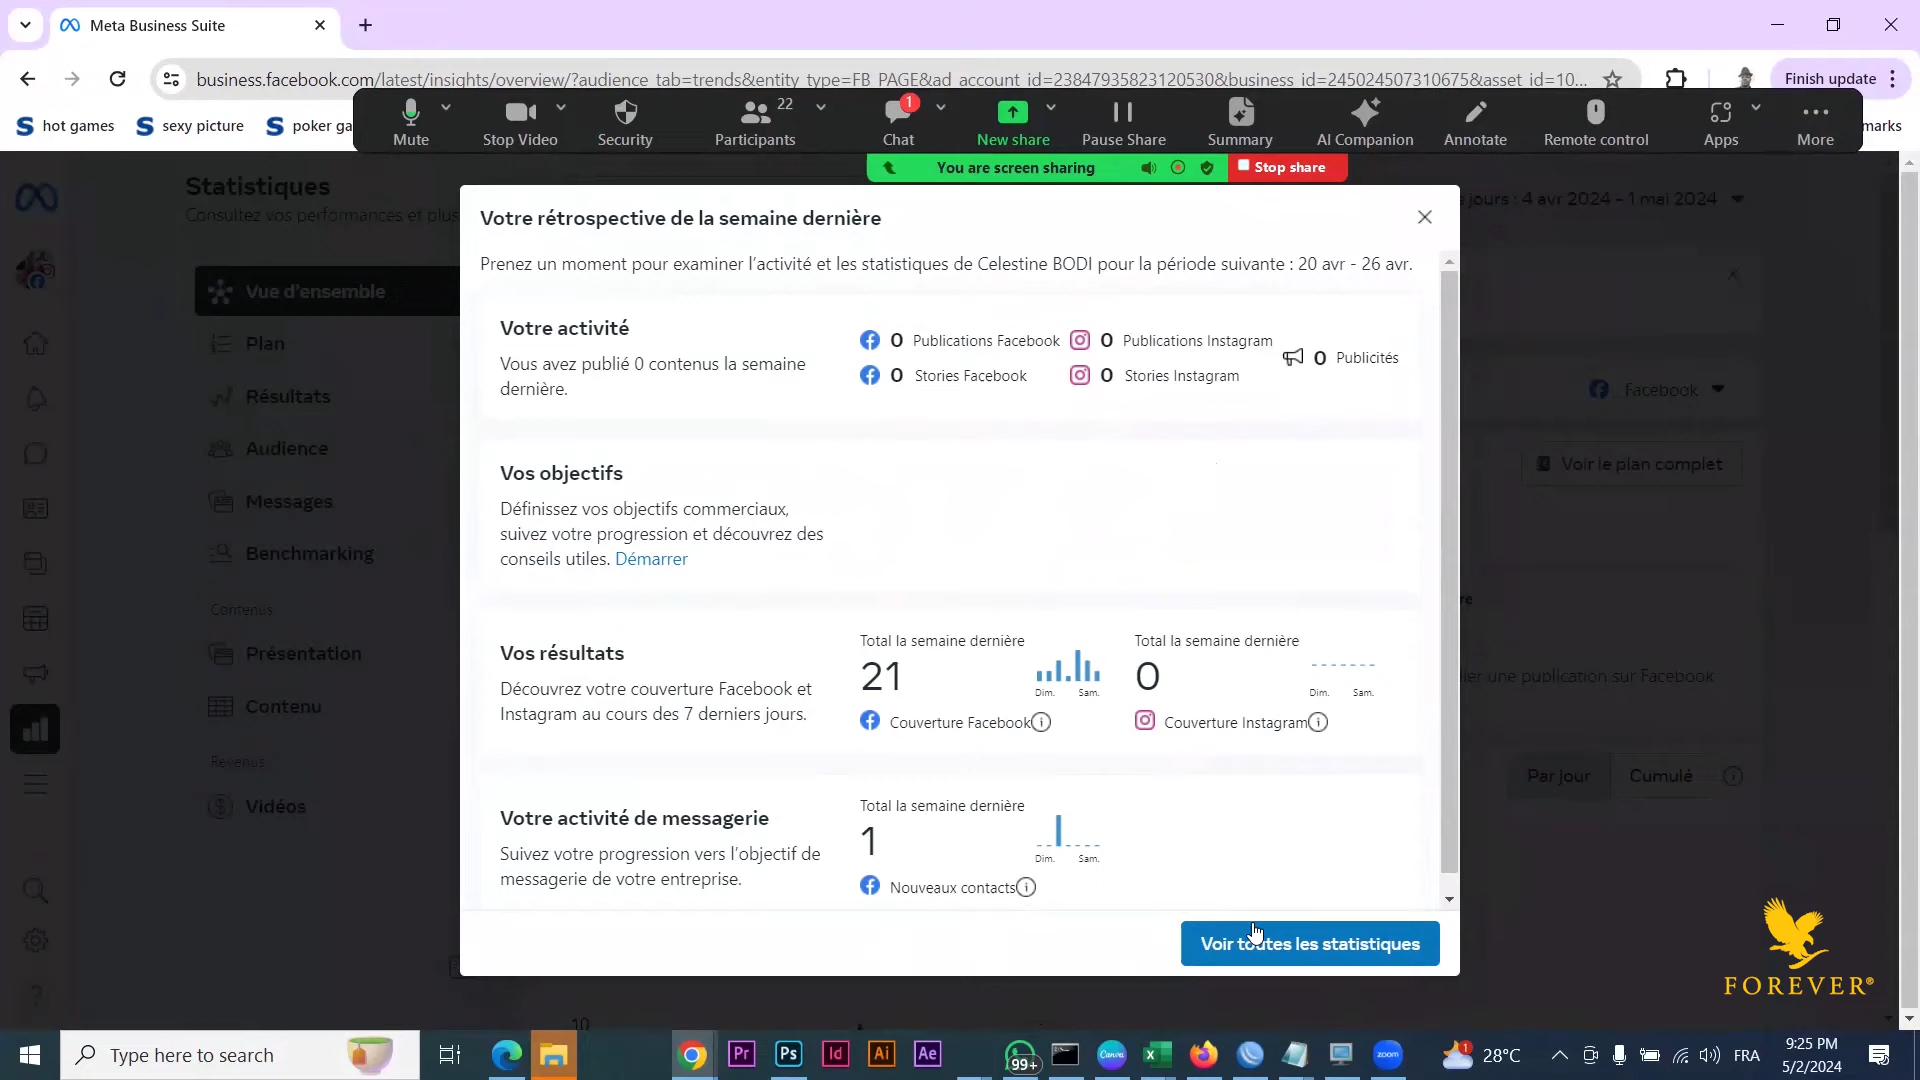 Meta Business Suite
business.facebook.com/latest/insights/overview/?audience_tab=trends&entity_type=FB_PAGE&ad_account_id=23847935823120530&business_id=245024507310675&asset_id=10...
Finish update
hot games
sexy picture
poker ga
marks
Mute
Stop Video
Security
Participants
22
Chat
1
New share
Pause Share
Summary
AI Companion
Annotate
Remote control
Apps
More
You are screen sharing
Stop share
Statistiques
Consultez vos performances et plus
jours : 4 avr 2024 – 1 mai 2024
Vue d'ensemble
Plan
Résultats
Audience
Messages
Benchmarking
Contenus
Présentation
Contenu
Revenus
Vidéos
Votre rétrospective de la semaine dernière
Prenez un moment pour examiner l'activité et les statistiques de Celestine BODI pour la période suivante : 20 avr - 26 avr.
Votre activité
Vous avez publié 0 contenus la semaine
dernière.
0 Publications Facebook
0 Publications Instagram
0 Stories Facebook
0 Stories Instagram
0 Publicités
Vos objectifs
Définissez vos objectifs commerciaux,
suivez votre progression et découvrez des
conseils utiles. Démarrer
Vos résultats
Découvrez votre couverture Facebook et
Instagram au cours des 7 derniers jours.
Total la semaine dernière
21
Dim. Sam.
Couverture Facebook
Total la semaine dernière
0
Dim. Sam.
Couverture Instagram
Votre activité de messagerie
Suivez votre progression vers l'objectif de
messagerie de votre entreprise.
Total la semaine dernière
1
Dim. Sam.
Nouveaux contacts
Voir toutes les statistiques
Facebook
Voir le plan complet
re
ier une publication sur Facebook
Par jour
Cumulé
10
FOREVER®
Type here to search
Pr
Ps
Id
Ai
Ae
99+
Canva
zoom
1
28°C
FRA
9:25 PM
5/2/2024